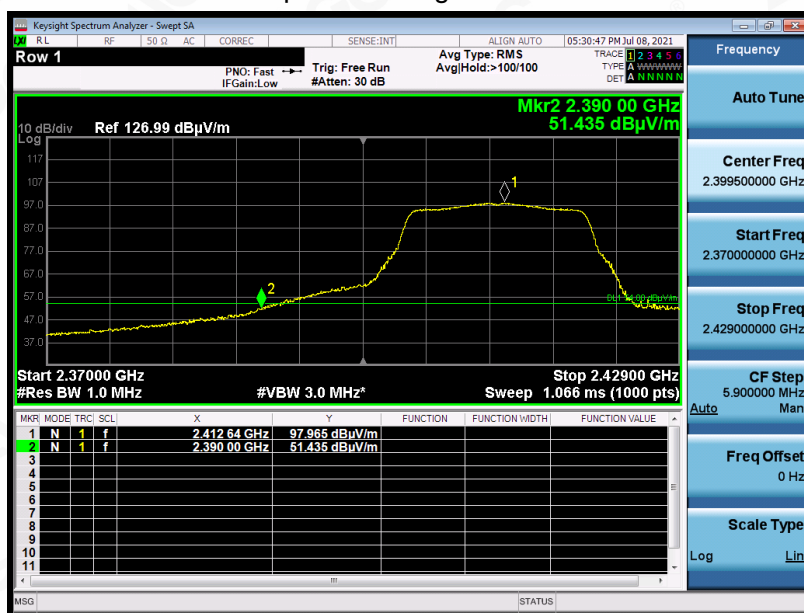 Keysight Spectrum Analyzer - Swept SA
LXI RL RF 50 Ω AC CORREC SENSE:INT ALIGN AUTO 05:30:47 PM Jul 08, 2021
Row 1
PNO: Fast
IFGain:Low
Trig: Free Run
#Atten: 30 dB
Avg Type: RMS
Avg|Hold:>100/100
TRACE 1 2 3 4 5 6
TYPE A WWWWW
DET A N N N N N
Mkr2 2.390 00 GHz
51.435 dBµV/m
10 dB/div Ref 126.99 dBµV/m
Log
117
107
97.0
87.0
77.0
67.0
57.0
47.0
37.0
1
2
Start 2.37000 GHz Stop 2.42900 GHz
#Res BW 1.0 MHz #VBW 3.0 MHz* Sweep 1.066 ms (1000 pts)
MKR MODE TRC SCL X Y FUNCTION FUNCTION WIDTH FUNCTION VALUE
1 N 1 f 2.412 64 GHz 97.965 dBµV/m
2 N 1 f 2.390 00 GHz 51.435 dBµV/m
3
4
5
6
7
8
9
10
11
MSG STATUS
Frequency
Auto Tune
Center Freq
2.399500000 GHz
Start Freq
2.370000000 GHz
Stop Freq
2.429000000 GHz
CF Step
5.900000 MHz
Auto Man
Freq Offset
0 Hz
Scale Type
Log Lin